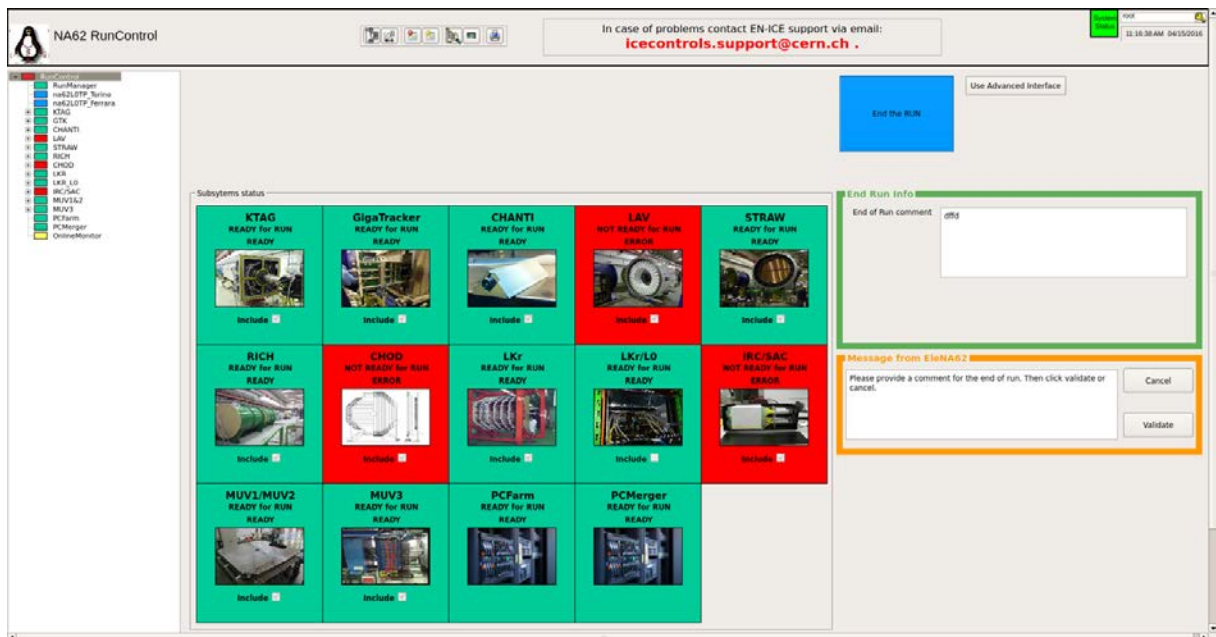 NA62 RunControl
In case of problems contact EN-ICE support via email:
icecontrols.support@cern.ch .
System Status
root
11:16:38 AM 04/15/2016
RunControl
RunManager
na62L0TP_Torino
na62L0TP_Ferrara
KTAG
GTK
CHANTI
LAV
STRAW
RICH
CHOD
LKR
LKR_L0
IRC/SAC
MUV1&2
MUV3
PCFarm
PCMerger
OnlineMonitor
End the RUN
Use Advanced Interface
Subsytems status
KTAG
READY for RUN
READY
Include
GigaTracker
READY for RUN
READY
Include
CHANTI
READY for RUN
READY
Include
LAV
NOT READY for RUN
ERROR
Include
STRAW
READY for RUN
READY
Include
RICH
READY for RUN
READY
Include
CHOD
NOT READY for RUN
ERROR
Include
LKr
READY for RUN
READY
Include
LKr/L0
READY for RUN
READY
Include
IRC/SAC
NOT READY for RUN
ERROR
Include
MUV1/MUV2
READY for RUN
READY
Include
MUV3
READY for RUN
READY
Include
PCFarm
READY for RUN
READY
PCMerger
READY for RUN
READY
End Run Info
End of Run comment
dffd
Message from EleNA62
Please provide a comment for the end of run. Then click validate or
cancel.
Cancel
Validate